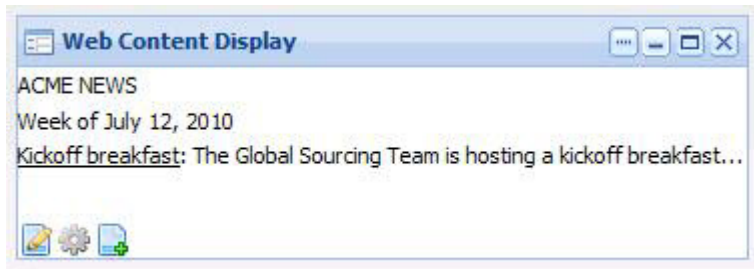 Web Content Display
ACME NEWS
Week of July 12, 2010
Kickoff breakfast: The Global Sourcing Team is hosting a kickoff breakfast...